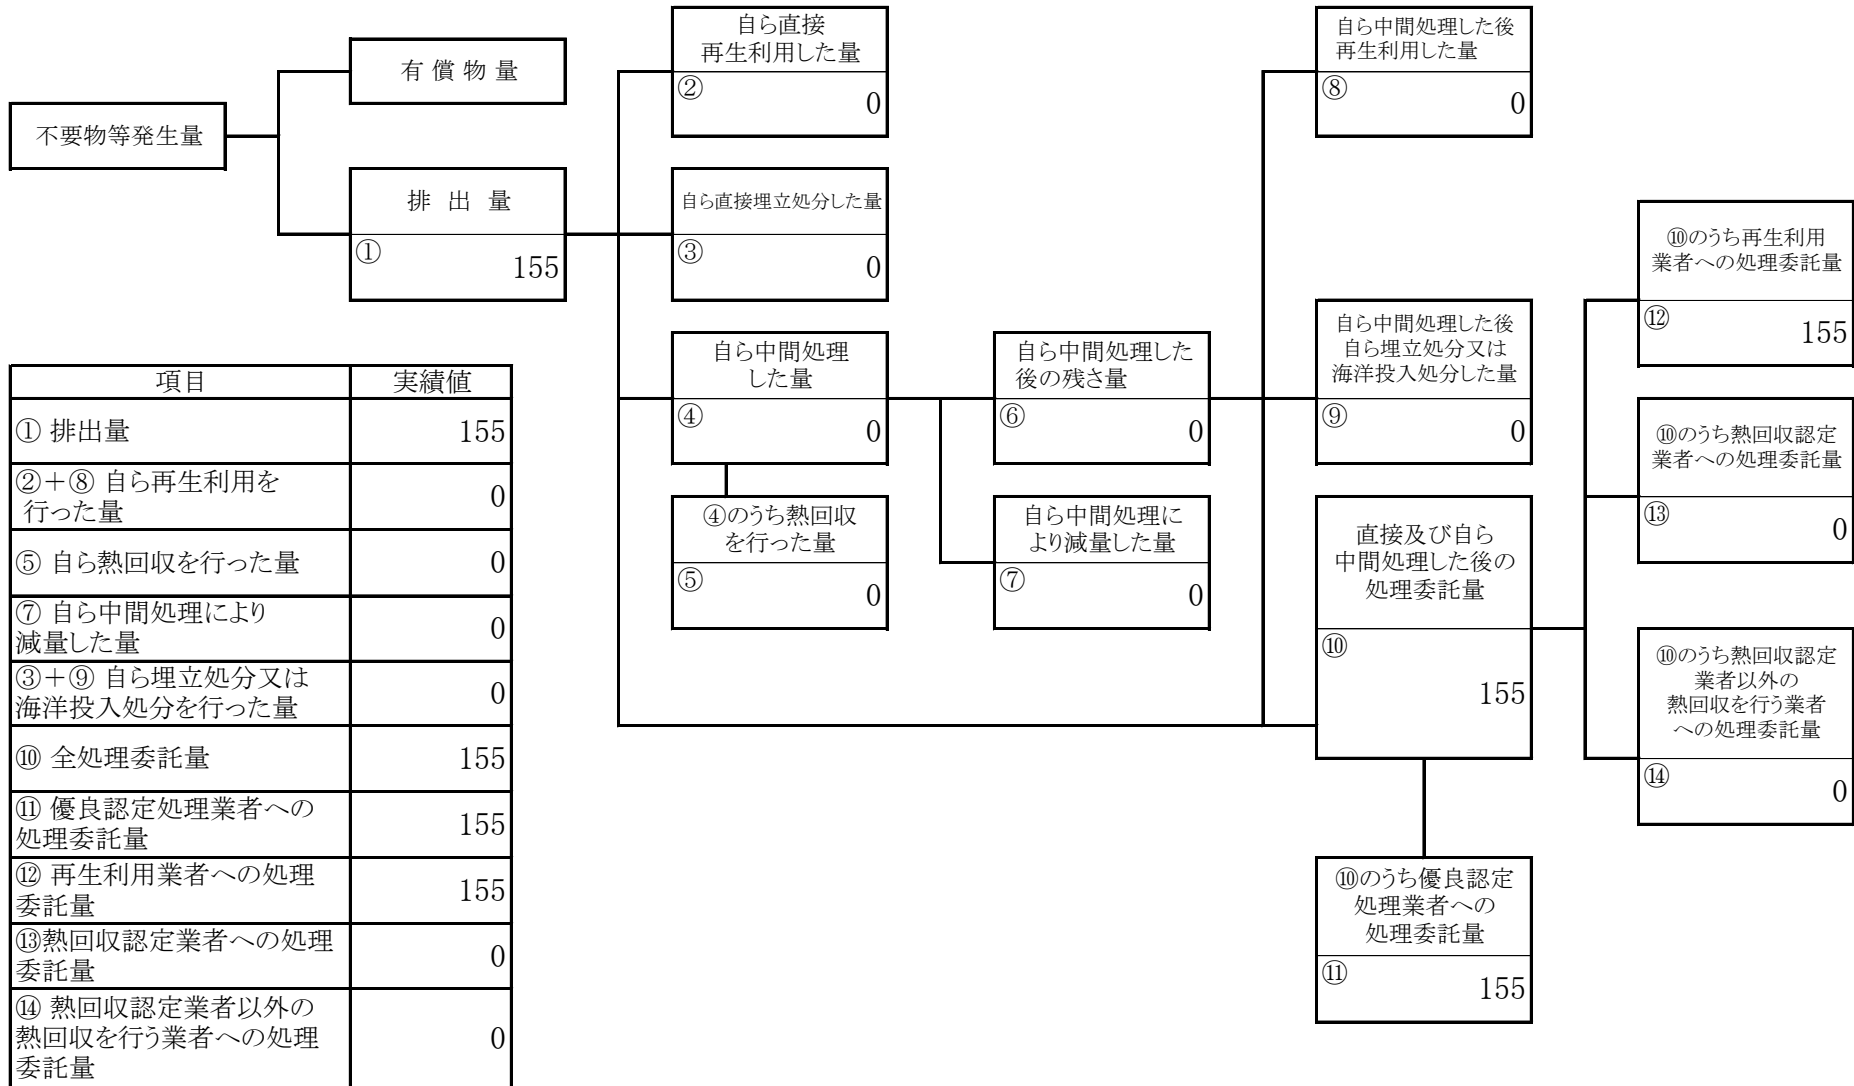 不要物等発生量
有償物量
排出量
①
155
自ら直接
再生利用した量
②
0
自ら直接埋立処分した量
③
0
自ら中間処理
した量
④
0
④のうち熱回収
を行った量
⑤
0
自ら中間処理した
後の残さ量
⑥
0
自ら中間処理に
より減量した量
⑦
0
自ら中間処理した後
再生利用した量
⑧
0
自ら中間処理した後
自ら埋立処分又は
海洋投入処分した量
⑨
0
直接及び自ら
中間処理した後の
処理委託量
⑩
155
⑩のうち優良認定
処理業者への
処理委託量
⑪
155
⑩のうち再生利用
業者への処理委託量
⑫
155
⑩のうち熱回収認定
業者への処理委託量
⑬
0
⑩のうち熱回収認定
業者以外の
熱回収を行う業者
への処理委託量
⑭
0
項目 実績値
① 排出量 155
②＋⑧ 自ら再生利用を
行った量 0
⑤ 自ら熱回収を行った量 0
⑦ 自ら中間処理により
減量した量 0
③＋⑨ 自ら埋立処分又は
海洋投入処分を行った量 0
⑩ 全処理委託量 155
⑪ 優良認定処理業者への
処理委託量 155
⑫ 再生利用業者への処理
委託量 155
⑬熱回収認定業者への処理
委託量 0
⑭ 熱回収認定業者以外の
熱回収を行う業者への処理
委託量 0